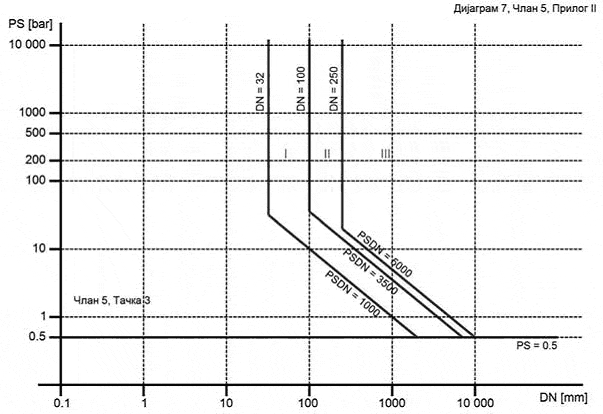 Дијаграм 7, Члан 5, Прилог II
PS [bar]
10 000
1000
500
200
100
10
1
0.5
DN = 32
DN = 100
DN = 250
I
II
III
PSDN = 6000
PSDN = 3500
PSDN = 1000
Члан 5, Тачка 3
PS = 0.5
0.1
1
10
100
1000
10 000
DN [mm]